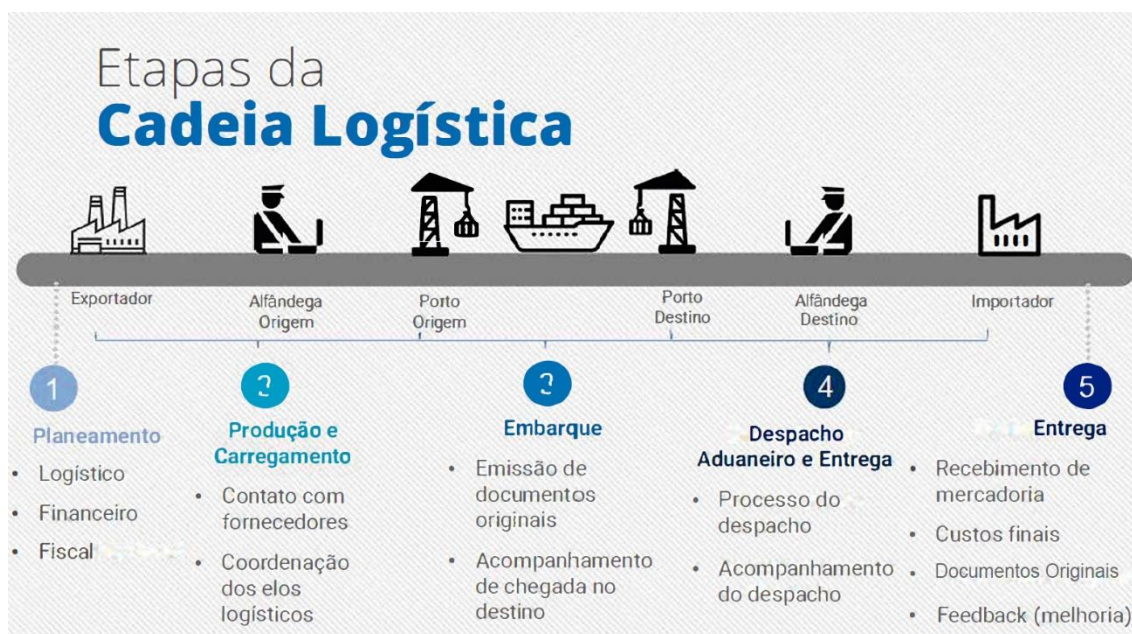 Etapas da
Cadeia Logística
Exportador
Alfândega
Origem
Porto
Origem
Porto
Destino
Alfândega
Destino
Importador
1
Planeamento
• Logístico
• Financeiro
• Fiscal
Produção e
Carregamento
• Contato com
fornecedores
• Coordenação
dos elos
logísticos
Embarque
• Emissão de
documentos
originais
• Acompanhamento
de chegada no
destino
4
Despacho
Aduaneiro e Entrega
• Processo do
despacho
• Acompanhamento
do despacho
5
Entrega
• Recebimento de
mercadoria
• Custos finais
• Documentos Originais
• Feedback (melhoria)